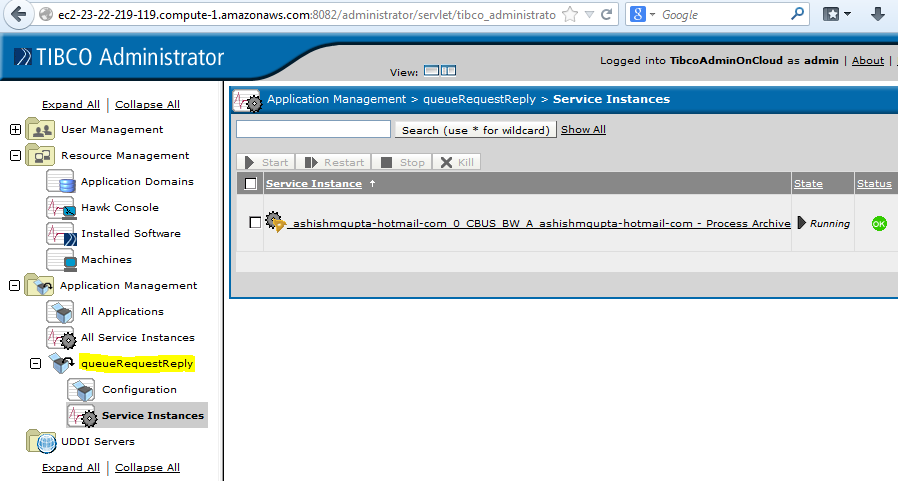 ec2-23-22-219-119.compute-1.amazonaws.com:8082/administrator/servlet/tibco_administrato
Google
TIBCO Administrator
View:
Logged into TibcoAdminOnCloud as admin | About |
Expand All | Collapse All
User Management
Resource Management
Application Domains
Hawk Console
Installed Software
Machines
Application Management
All Applications
All Service Instances
queueRequestReply
Configuration
Service Instances
UDDI Servers
Expand All | Collapse All
Application Management > queueRequestReply > Service Instances
Search (use * for wildcard) Show All
Start Restart Stop Kill
Service Instance State Status
_ashishmgupta-hotmail-com_0_CBUS_BW_A_ashishmgupta-hotmail-com - Process Archive Running OK